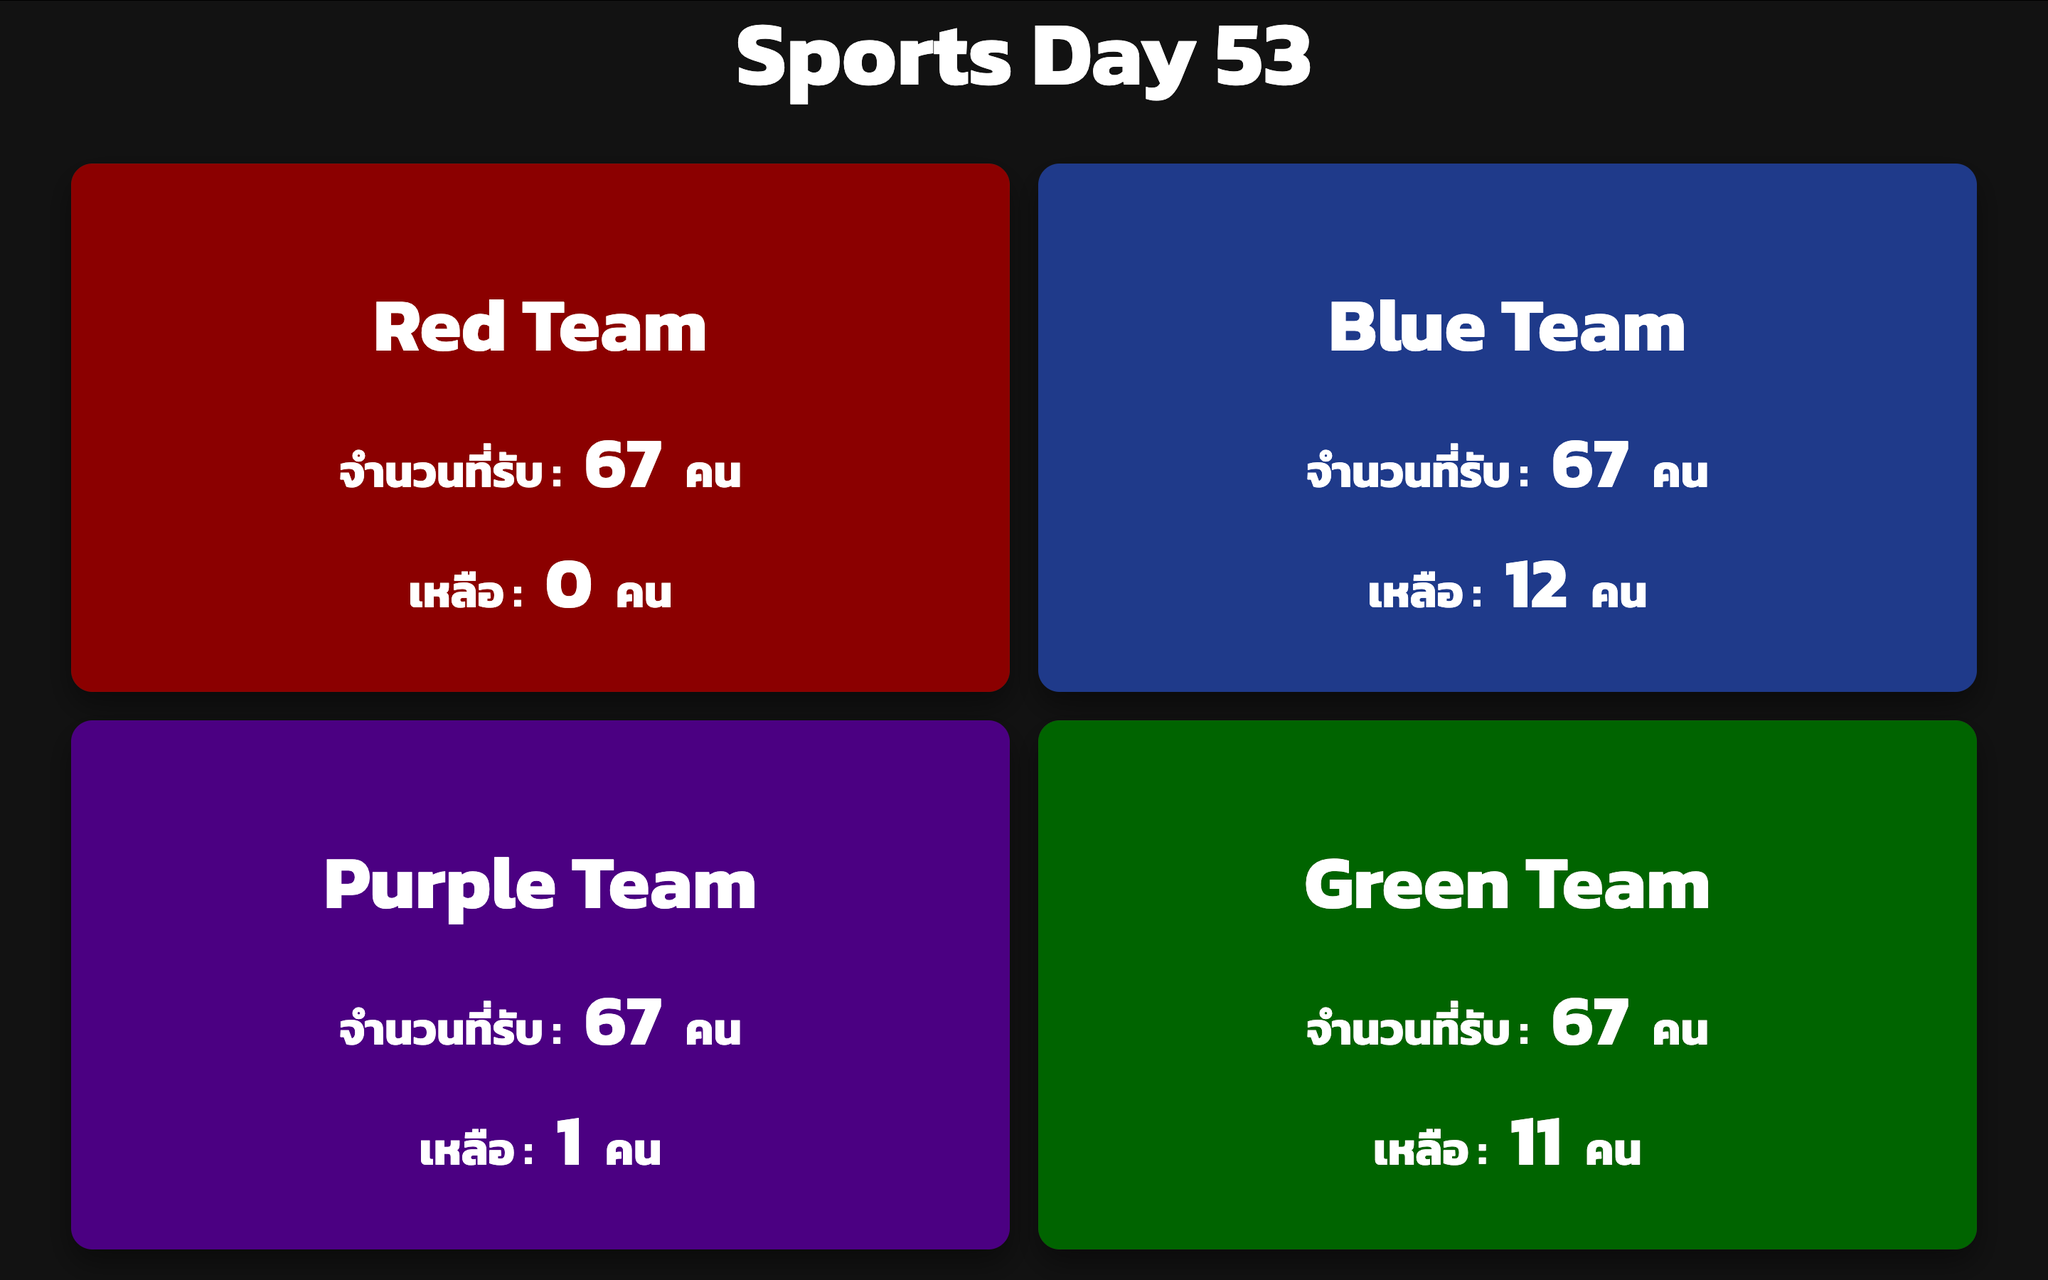 Sports Day 53
Red Team
จำนวนที่รับ : 67 คน
เหลือ : 0 คน
Blue Team
จำนวนที่รับ : 67 คน
เหลือ : 12 คน
Purple Team
จำนวนที่รับ : 67 คน
เหลือ : 1 คน
Green Team
จำนวนที่รับ : 67 คน
เหลือ : 11 คน